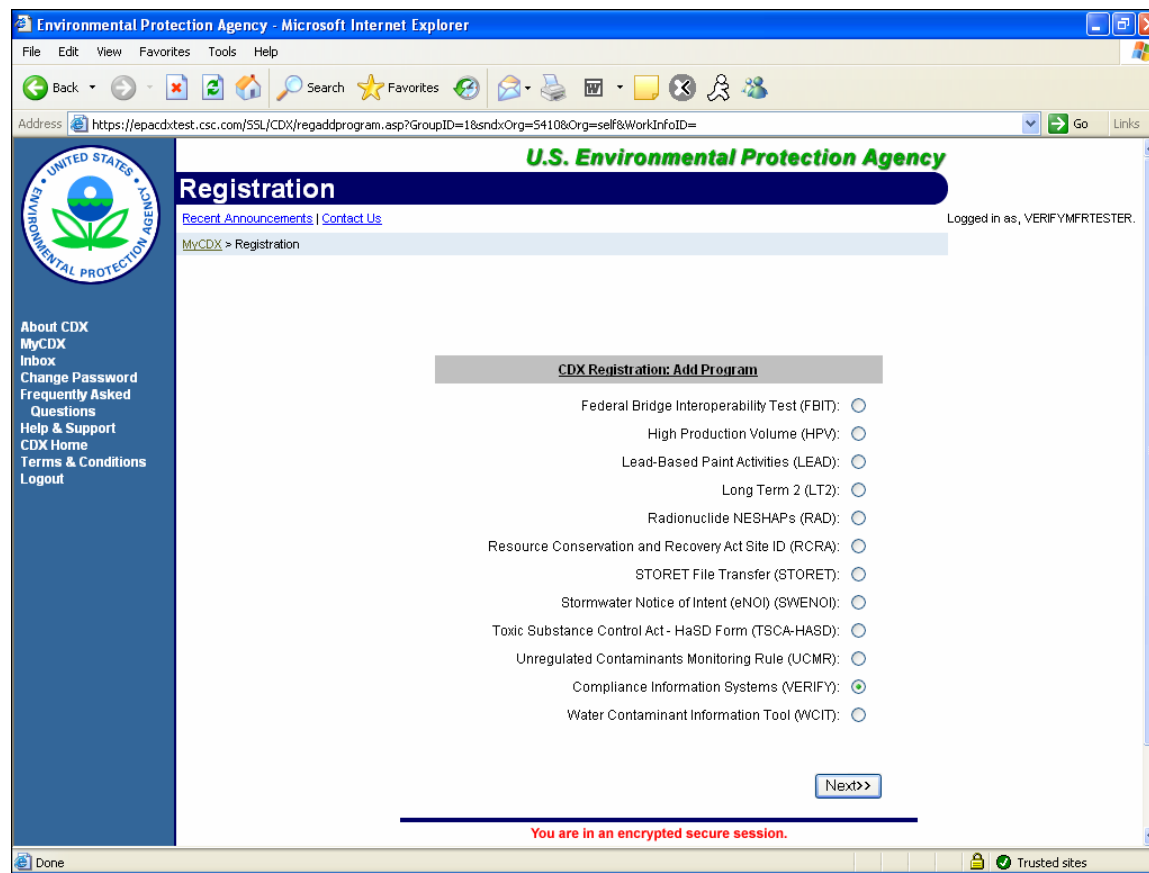 Environmental Protection Agency - Microsoft Internet Explorer
File Edit View Favorites Tools Help
Back Search Favorites
Address https://epacdxtest.csc.com/SSL/CDX/regaddprogram.asp?GroupID=1&sndxOrg=5410&Org=self&WorkInfoID= Go Links
UNITED STATES ENVIRONMENTAL PROTECTION AGENCY
U.S. Environmental Protection Agency
Registration
Recent Announcements | Contact Us
Logged in as, VERIFYMFRTESTER.
MyCDX > Registration
About CDX
MyCDX
Inbox
Change Password
Frequently Asked
Questions
Help & Support
CDX Home
Terms & Conditions
Logout
CDX Registration: Add Program
Federal Bridge Interoperability Test (FBIT):
High Production Volume (HPV):
Lead-Based Paint Activities (LEAD):
Long Term 2 (LT2):
Radionuclide NESHAPs (RAD):
Resource Conservation and Recovery Act Site ID (RCRA):
STORET File Transfer (STORET):
Stormwater Notice of Intent (eNOI) (SWENOI):
Toxic Substance Control Act - HaSD Form (TSCA-HASD):
Unregulated Contaminants Monitoring Rule (UCMR):
Compliance Information Systems (VERIFY):
Water Contaminant Information Tool (WCIT):
Next>>
You are in an encrypted secure session.
Done Trusted sites